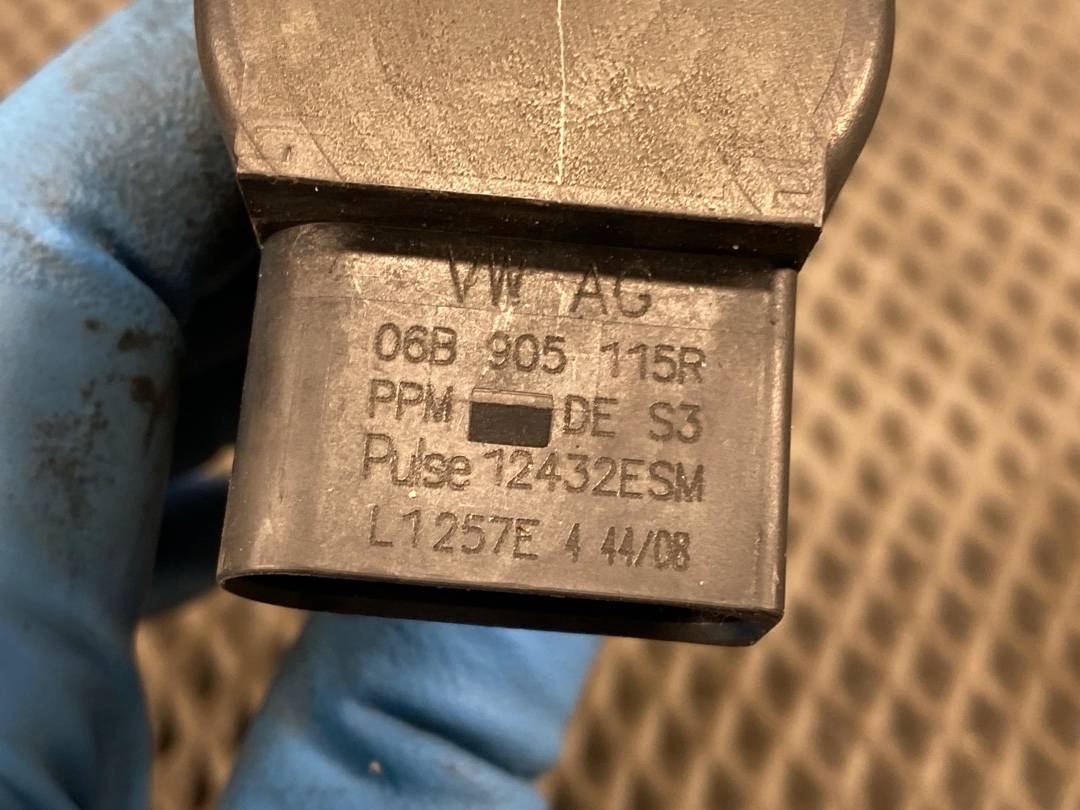 VW AG
06B 905 115R
PPM DE S3
Pulse 12432ESM
L1257E 4 44/08